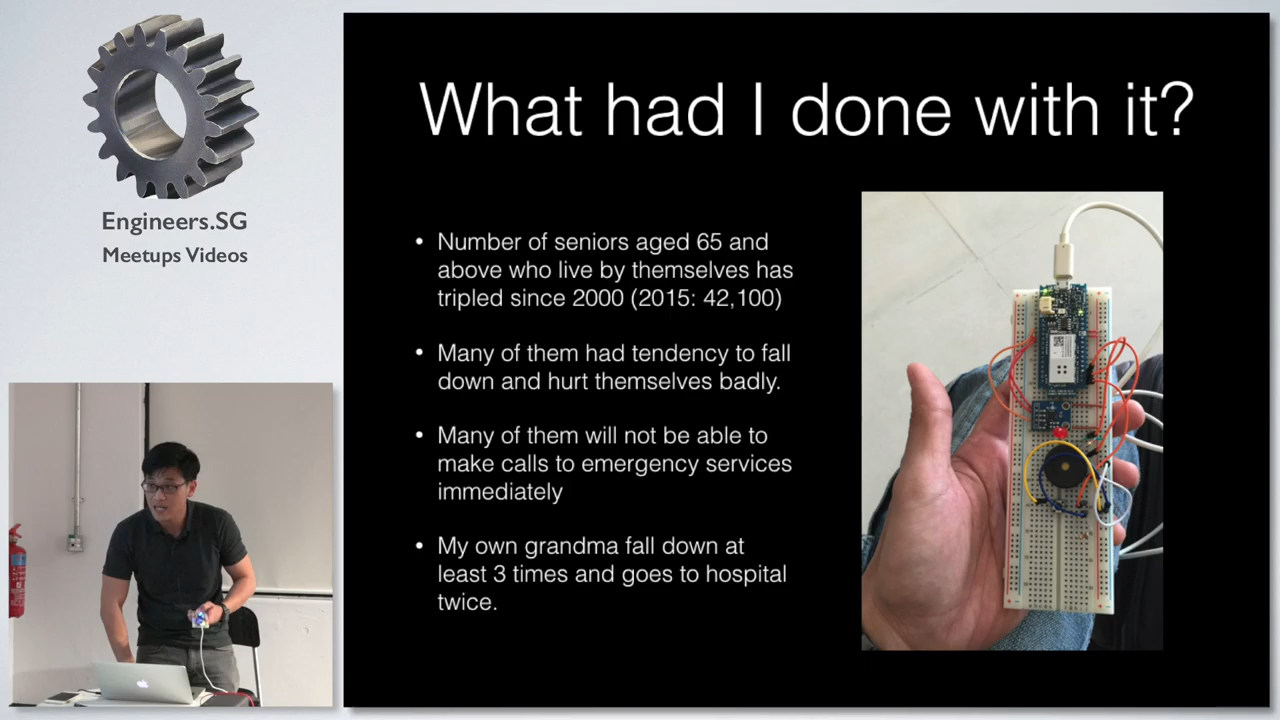 Engineers.SG
Meetups Videos
What had I done with it?
• Number of seniors aged 65 and
above who live by themselves has
tripled since 2000 (2015: 42,100)
• Many of them had tendency to fall
down and hurt themselves badly.
• Many of them will not be able to
make calls to emergency services
immediately
• My own grandma fall down at
least 3 times and goes to hospital
twice.